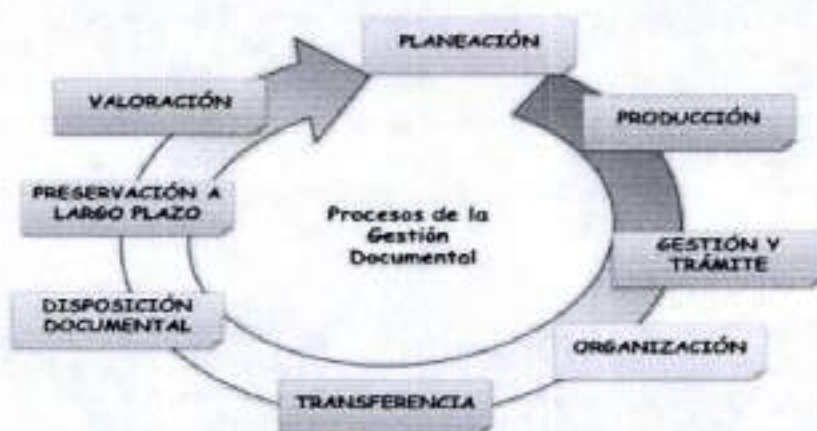 PLANEACIÓN
VALORACIÓN
PRODUCCIÓN
PRESERVACIÓN A
LARGO PLAZO
Procesos de la
Gestión
Documental
GESTIÓN Y
TRÁMITE
DISPOSICIÓN
DOCUMENTAL
ORGANIZACIÓN
TRANSFERENCIA